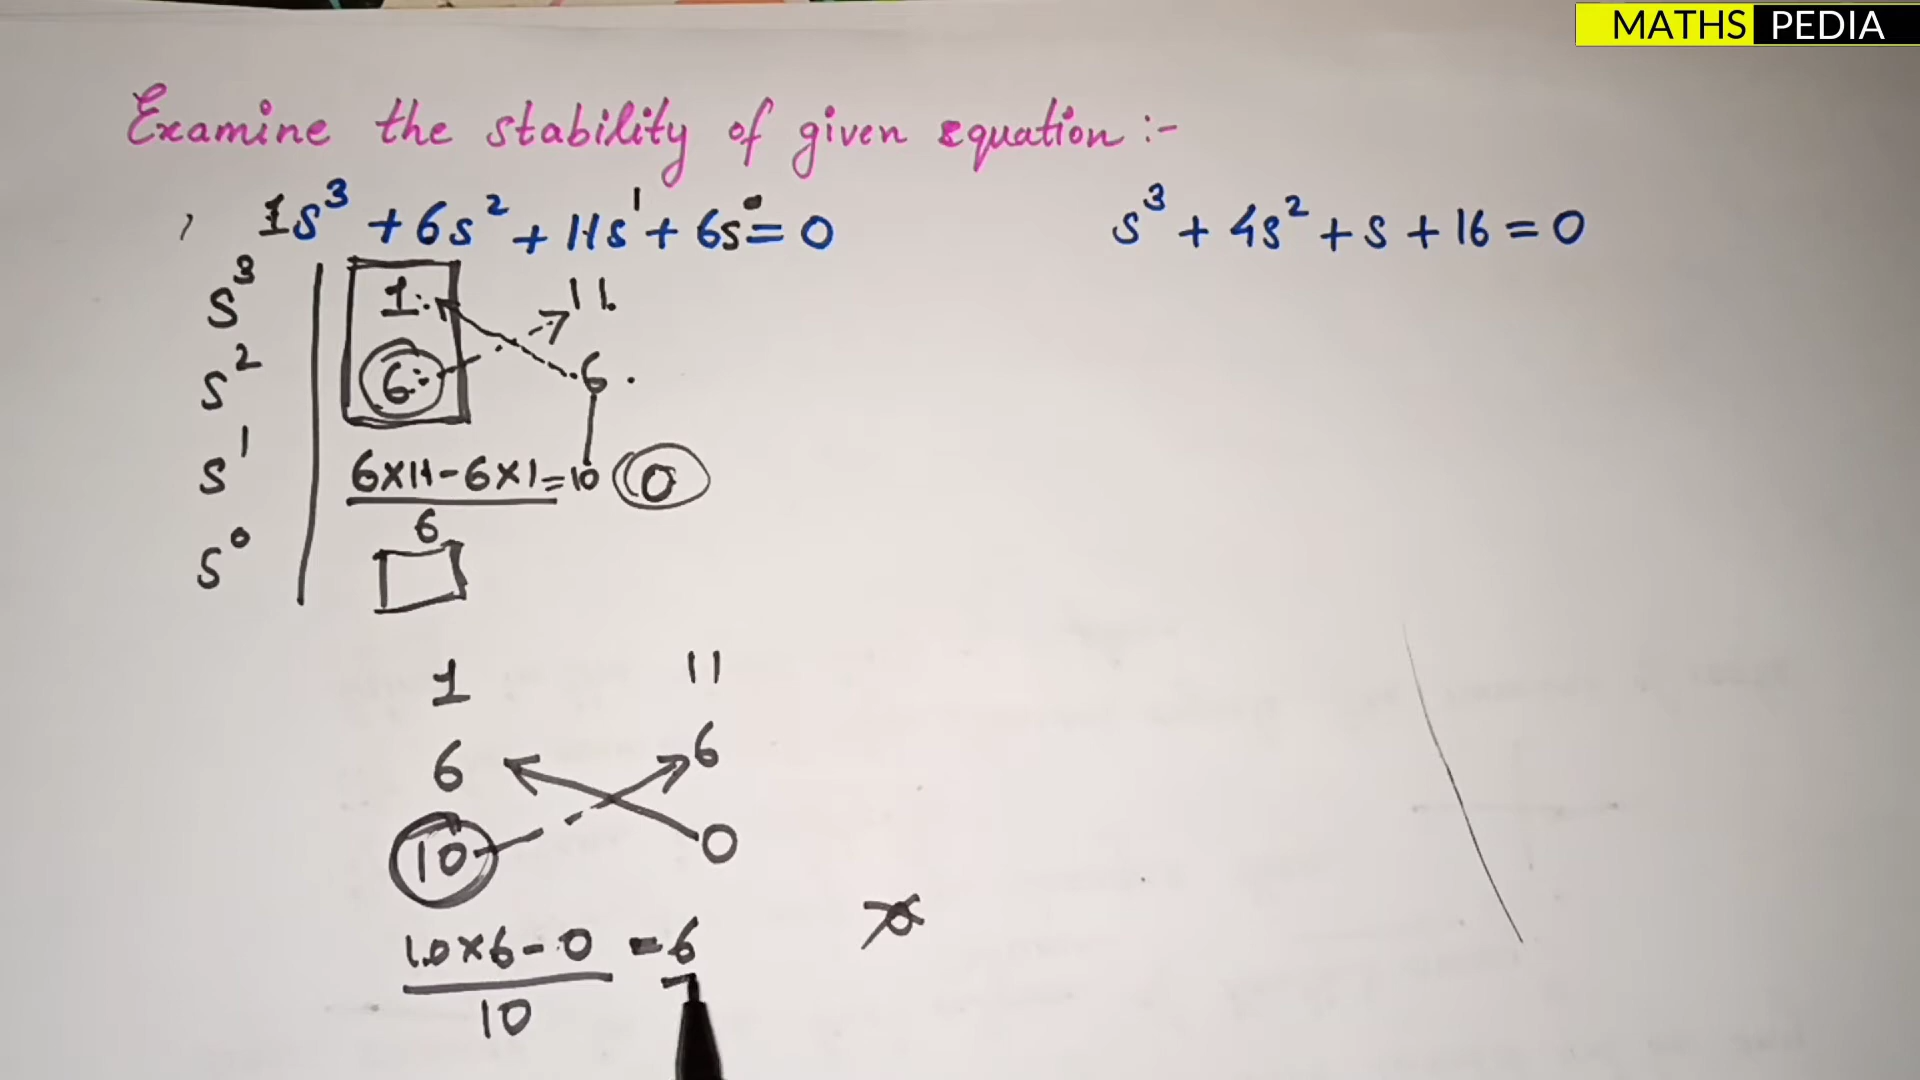 MATHS PEDIA
Examine the stability of given equation :-
1s³ + 6s² + 11s¹ + 6s⁰ = 0
s³ + 4s² + s + 16 = 0
s³ 1 11
s² 6 6
s¹ 6×11-6×1/6 = 10 0
s⁰
1 11
6 6
10 0
10×6-0/10 = 6